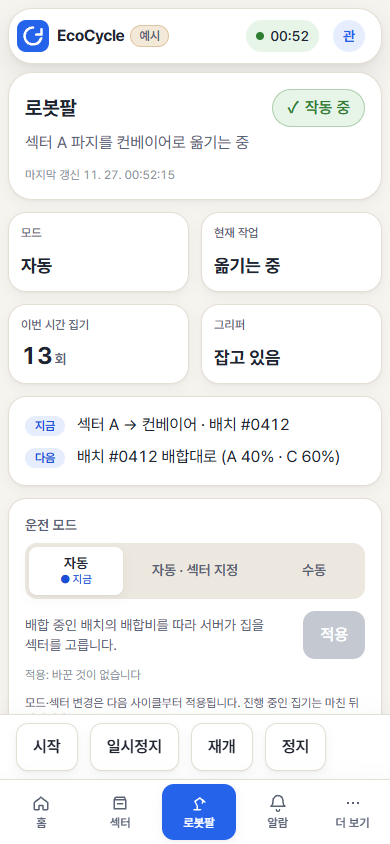 EcoCycle 예시 00:52 관
로봇팔 ✓ 작동 중
섹터 A 파지를 컨베이어로 옮기는 중
마지막 갱신 11. 27. 00:52:15
모드
자동
현재 작업
옮기는 중
이번 시간 집기
13회
그리퍼
잡고 있음
지금 섹터 A → 컨베이어 · 배치 #0412
다음 배치 #0412 배합대로 (A 40% · C 60%)
운전 모드
자동 자동 · 섹터 지정 수동
지금
배합 중인 배치의 배합비를 따라 서버가 집을
섹터를 고릅니다.
적용
적용: 바꾼 것이 없습니다
모드·섹터 변경은 다음 사이클부터 적용됩니다. 진행 중인 집기는 마친 뒤
시작 일시정지 재개 정지
홈 섹터 로봇팔 알람 더 보기